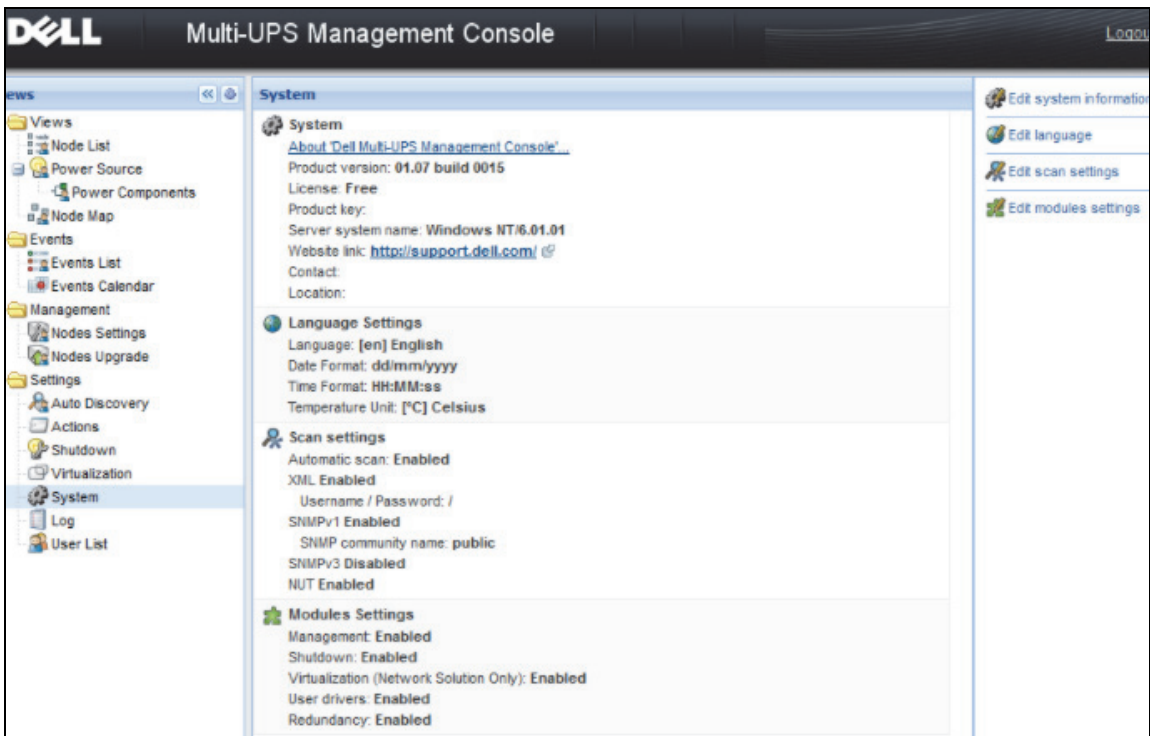 DELL
Multi-UPS Management Console
Logou
ews
Views
Node List
Power Source
Power Components
Node Map
Events
Events List
Events Calendar
Management
Nodes Settings
Nodes Upgrade
Settings
Auto Discovery
Actions
Shutdown
Virtualization
System
Log
User List
System
System
About 'Dell Multi-UPS Management Console'...
Product version: 01.07 build 0015
License: Free
Product key:
Server system name: Windows NT/6.01.01
Website link: http://support.dell.com/
Contact:
Location:
Language Settings
Language: [en] English
Date Format: dd/mm/yyyy
Time Format: HH:MM:ss
Temperature Unit: [°C] Celsius
Scan settings
Automatic scan: Enabled
XML Enabled
Username / Password: /
SNMPv1 Enabled
SNMP community name: public
SNMPv3 Disabled
NUT Enabled
Modules Settings
Management: Enabled
Shutdown: Enabled
Virtualization (Network Solution Only): Enabled
User drivers: Enabled
Redundancy: Enabled
Edit system information
Edit language
Edit scan settings
Edit modules settings